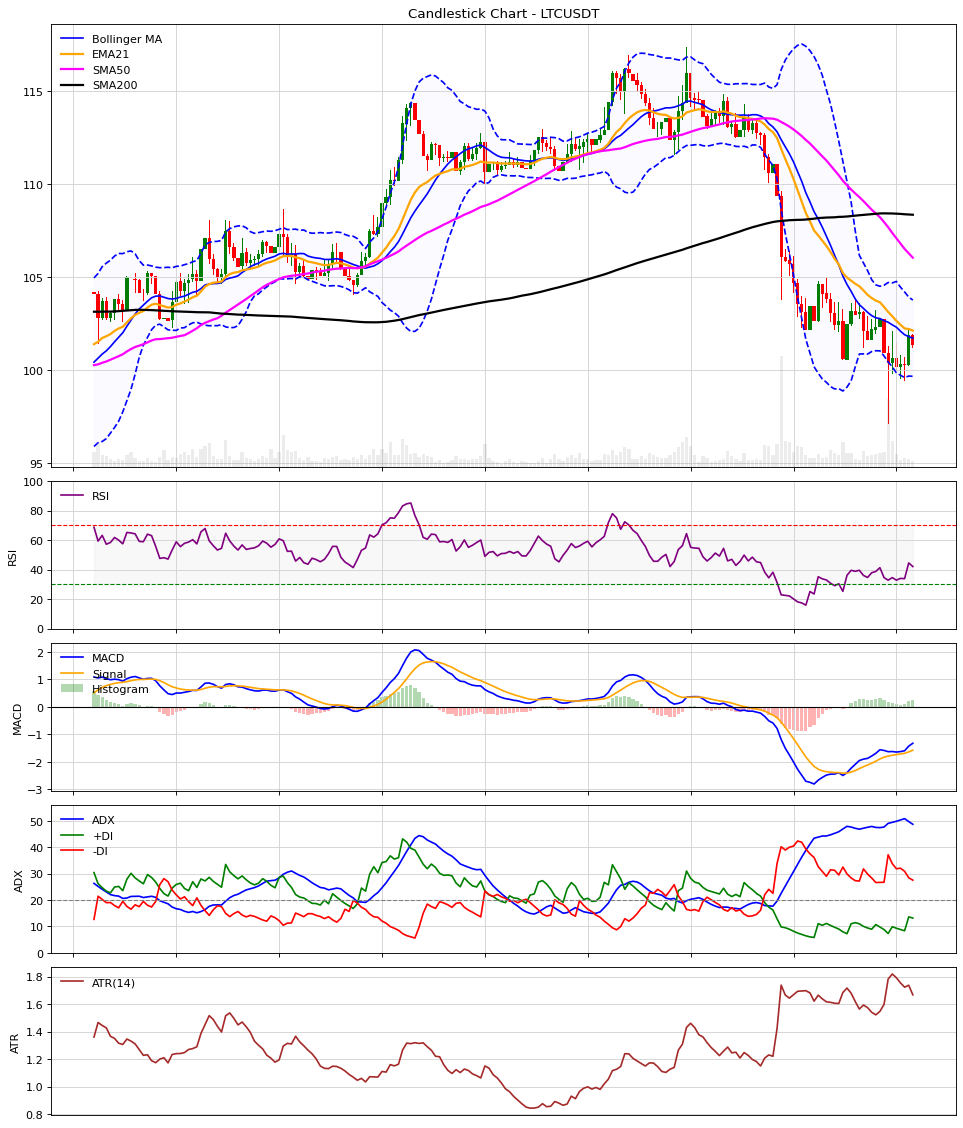 Candlestick Chart - LTCUSDT
Bollinger MA
EMA21
SMA50
SMA200
115
110
105
100
95
RSI
100
80
60
40
20
0
RSI
MACD
Signal
Histogram
2
1
0
−1
−2
−3
MACD
ADX
+DI
-DI
50
40
30
20
10
0
ADX
ATR(14)
1.8
1.6
1.4
1.2
1.0
0.8
ATR